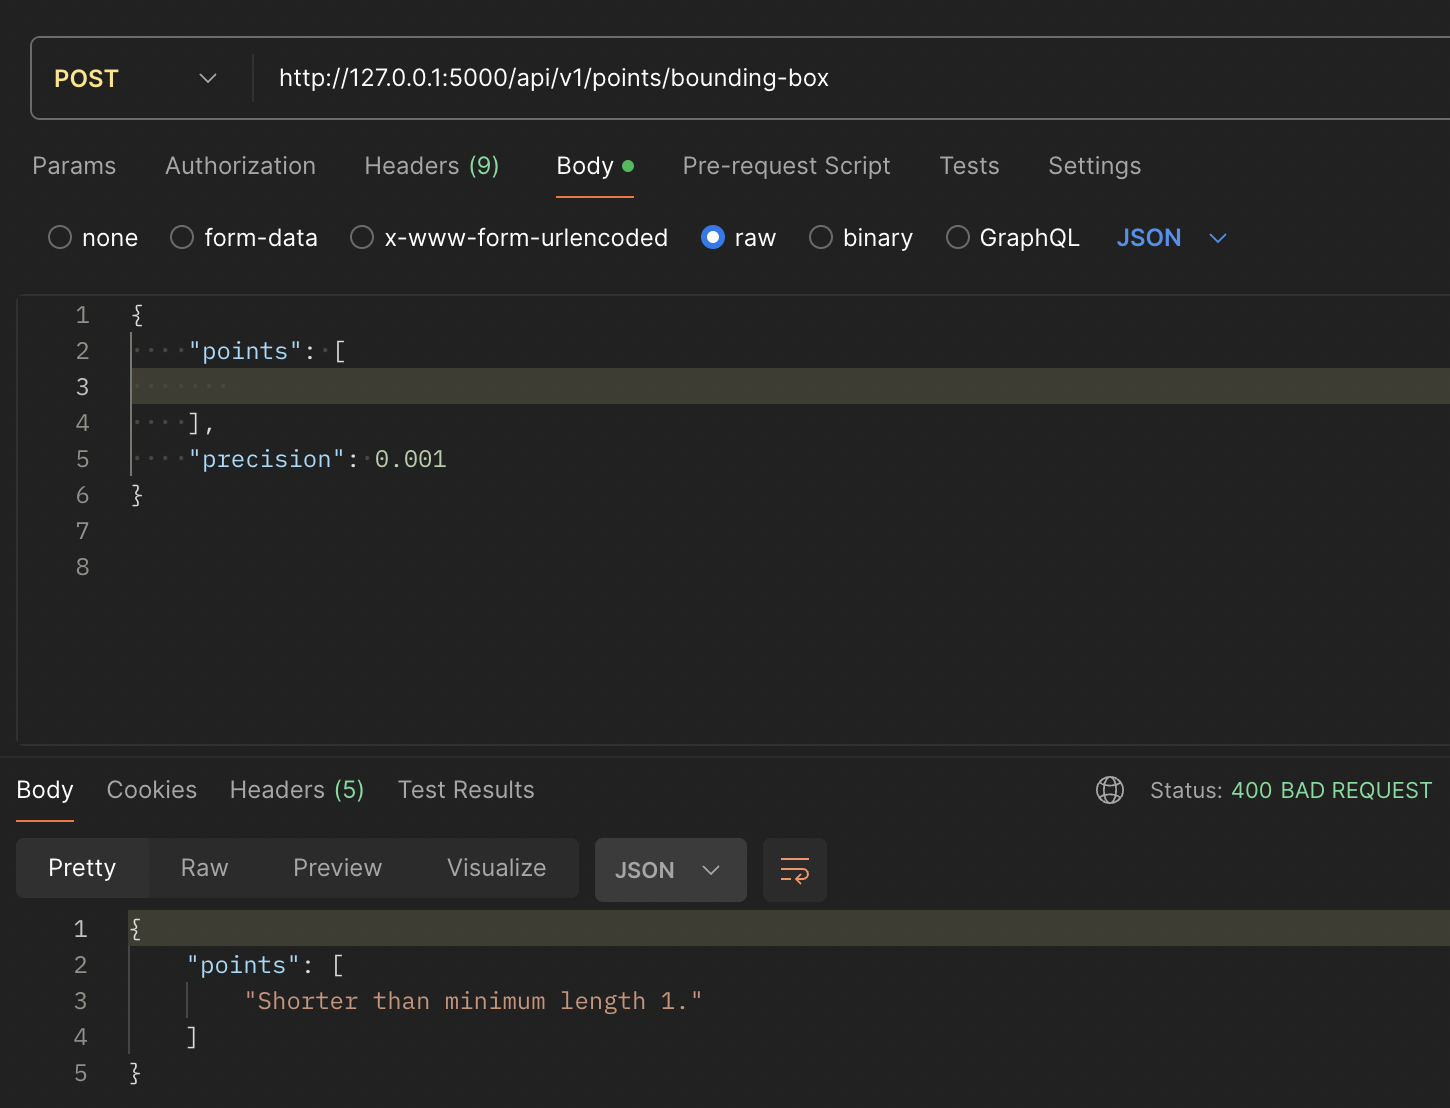 POST http://127.0.0.1:5000/api/v1/points/bounding-box
Params Authorization Headers (9) Body Pre-request Script Tests Settings
none form-data x-www-form-urlencoded raw binary GraphQL JSON
1 {
2 "points": [
3
4 ],
5 "precision": 0.001
6 }
7
8
Body Cookies Headers (5) Test Results Status: 400 BAD REQUEST
Pretty Raw Preview Visualize JSON
1 {
2 "points": [
3 "Shorter than minimum length 1."
4 ]
5 }